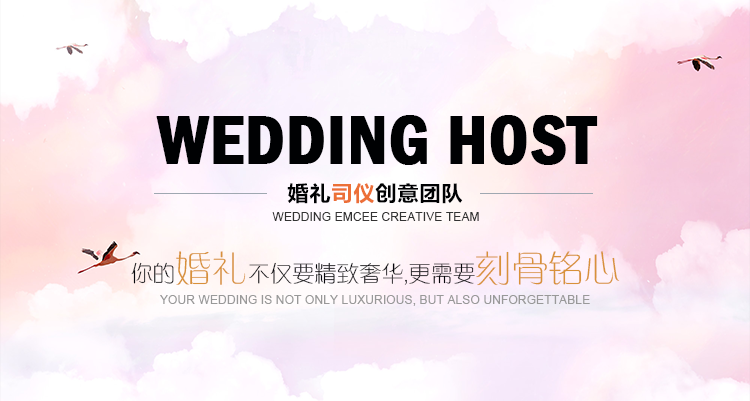 WEDDING HOST
婚礼司仪创意团队
WEDDING EMCEE CREATIVE TEAM
你的婚礼不仅要精致奢华,更需要刻骨铭心
YOUR WEDDING IS NOT ONLY LUXURIOUS, BUT ALSO UNFORGETTABLE